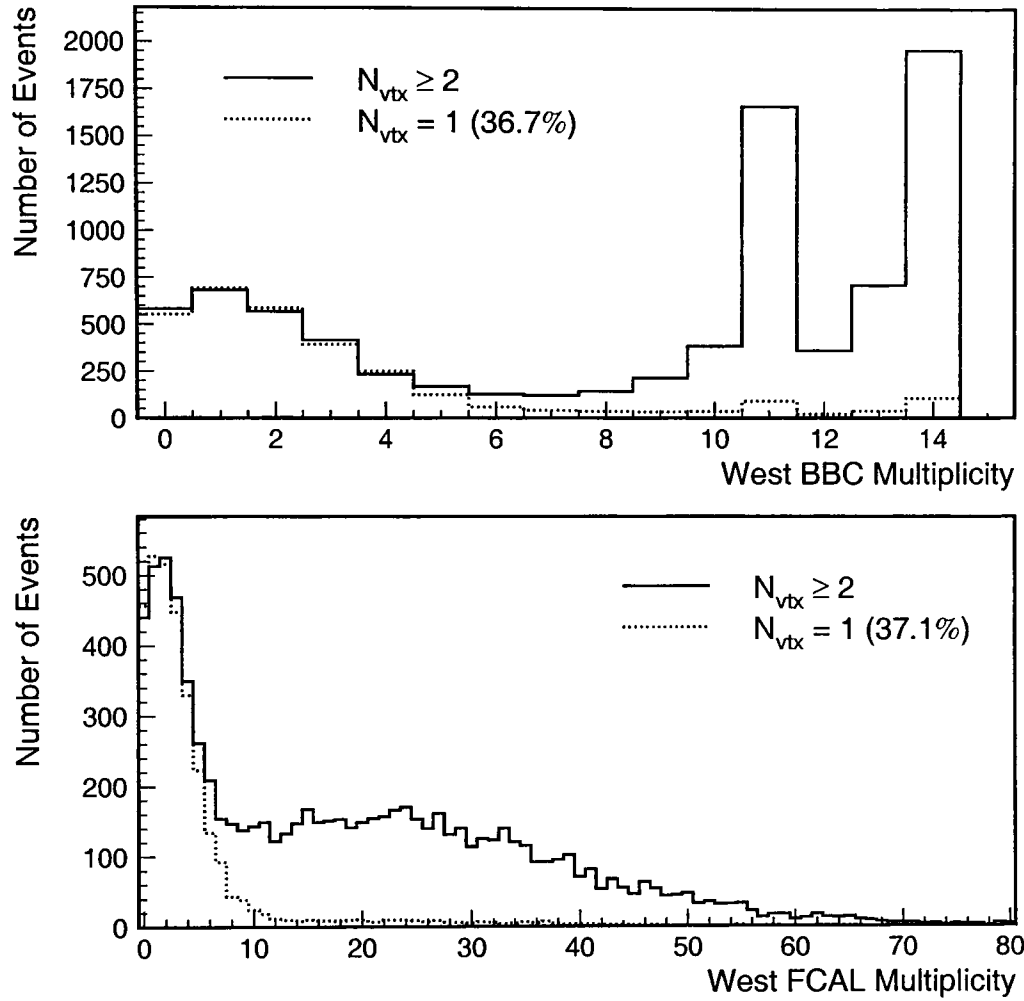 Number of Events
2000
1750
1500
1250
1000
750
500
250
0
N_vtx ≥ 2
N_vtx = 1 (36.7%)
0 2 4 6 8 10 12 14
West BBC Multiplicity
Number of Events
500
400
300
200
100
0
N_vtx ≥ 2
N_vtx = 1 (37.1%)
0 10 20 30 40 50 60 70 80
West FCAL Multiplicity